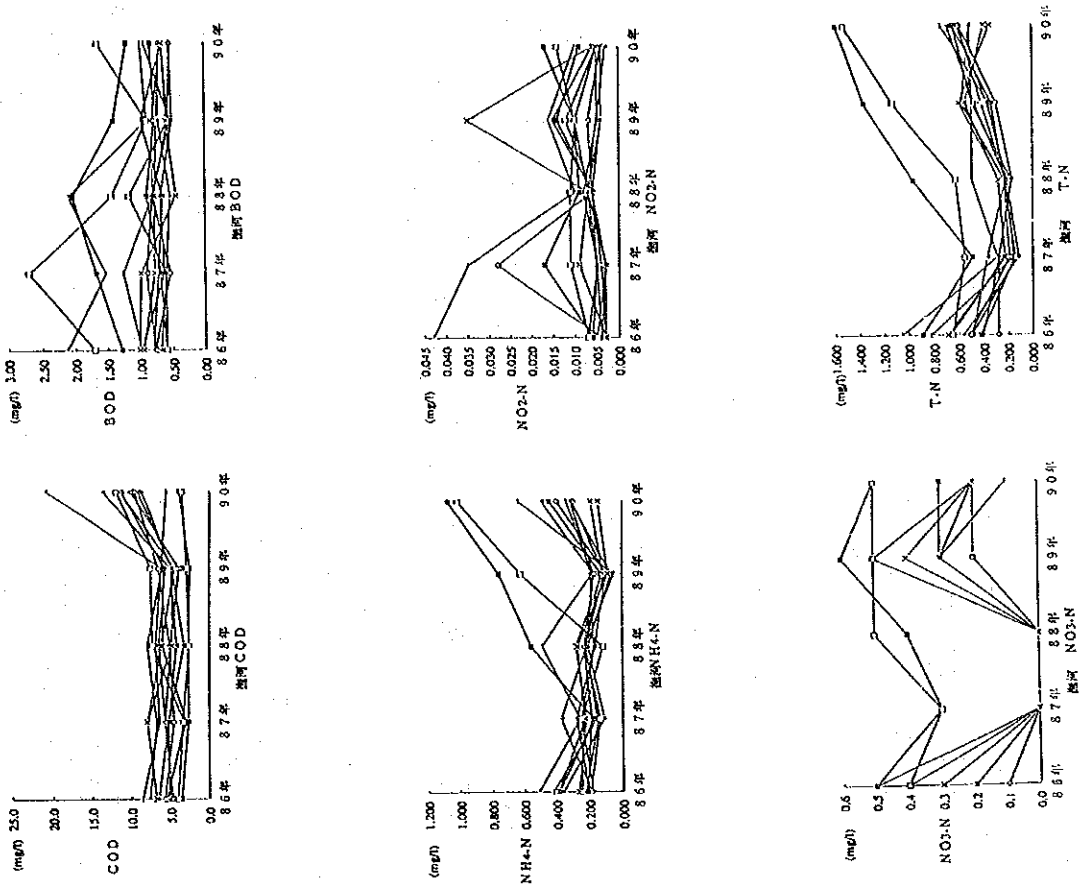 (mg/l)
3.00
2.50
2.00
1.50
1.00
0.50
0.00
BOD
86年 87年 88年 89年 90年
撫河BOD
(mg/l)
0.045
0.040
0.035
0.030
0.025
0.020
0.015
0.010
0.005
0.000
NO2-N
86年 87年 88年 89年 90年
撫河 NO2-N
(mg/l)
1.600
1.400
1.200
1.000
0.800
0.600
0.400
0.200
0.000
T-N
86年 87年 88年 89年 90年
撫河 T-N
(mg/l)
25.0
20.0
15.0
10.0
5.0
0.0
COD
86年 87年 88年 89年 90年
撫河COD
(mg/l)
1.200
1.000
0.800
0.600
0.400
0.200
0.000
NH4-N
86年 87年 88年 89年 90年
撫河NH4-N
(mg/l)
0.6
0.5
0.4
0.3
0.2
0.1
0.0
NO3-N
86年 87年 88年 89年 90年
撫河 NO3-N